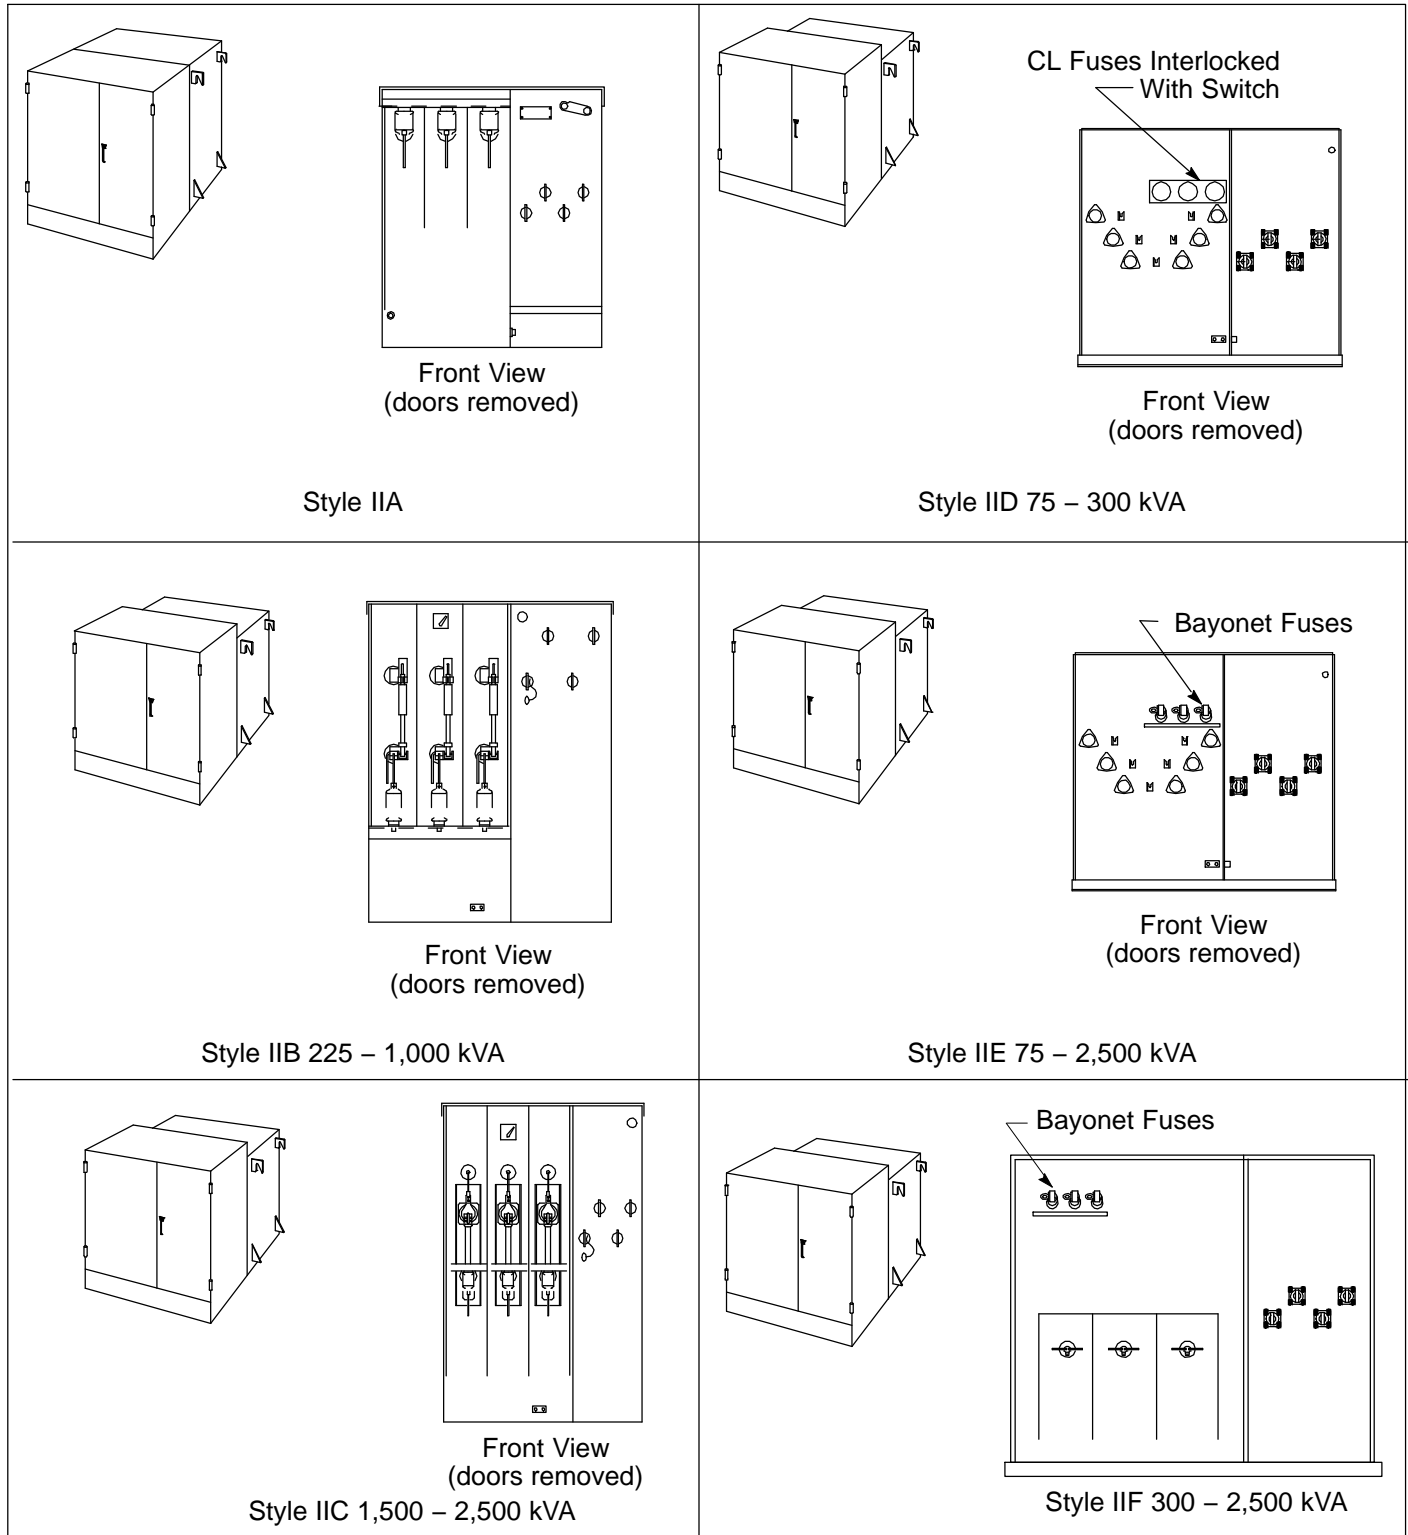 Front View
(doors removed)
Style IIA
CL Fuses Interlocked
With Switch
Front View
(doors removed)
Style IID 75 – 300 kVA
Front View
(doors removed)
Style IIB 225 – 1,000 kVA
Bayonet Fuses
Front View
(doors removed)
Style IIE 75 – 2,500 kVA
Front View
(doors removed)
Style IIC 1,500 – 2,500 kVA
Bayonet Fuses
Style IIF 300 – 2,500 kVA